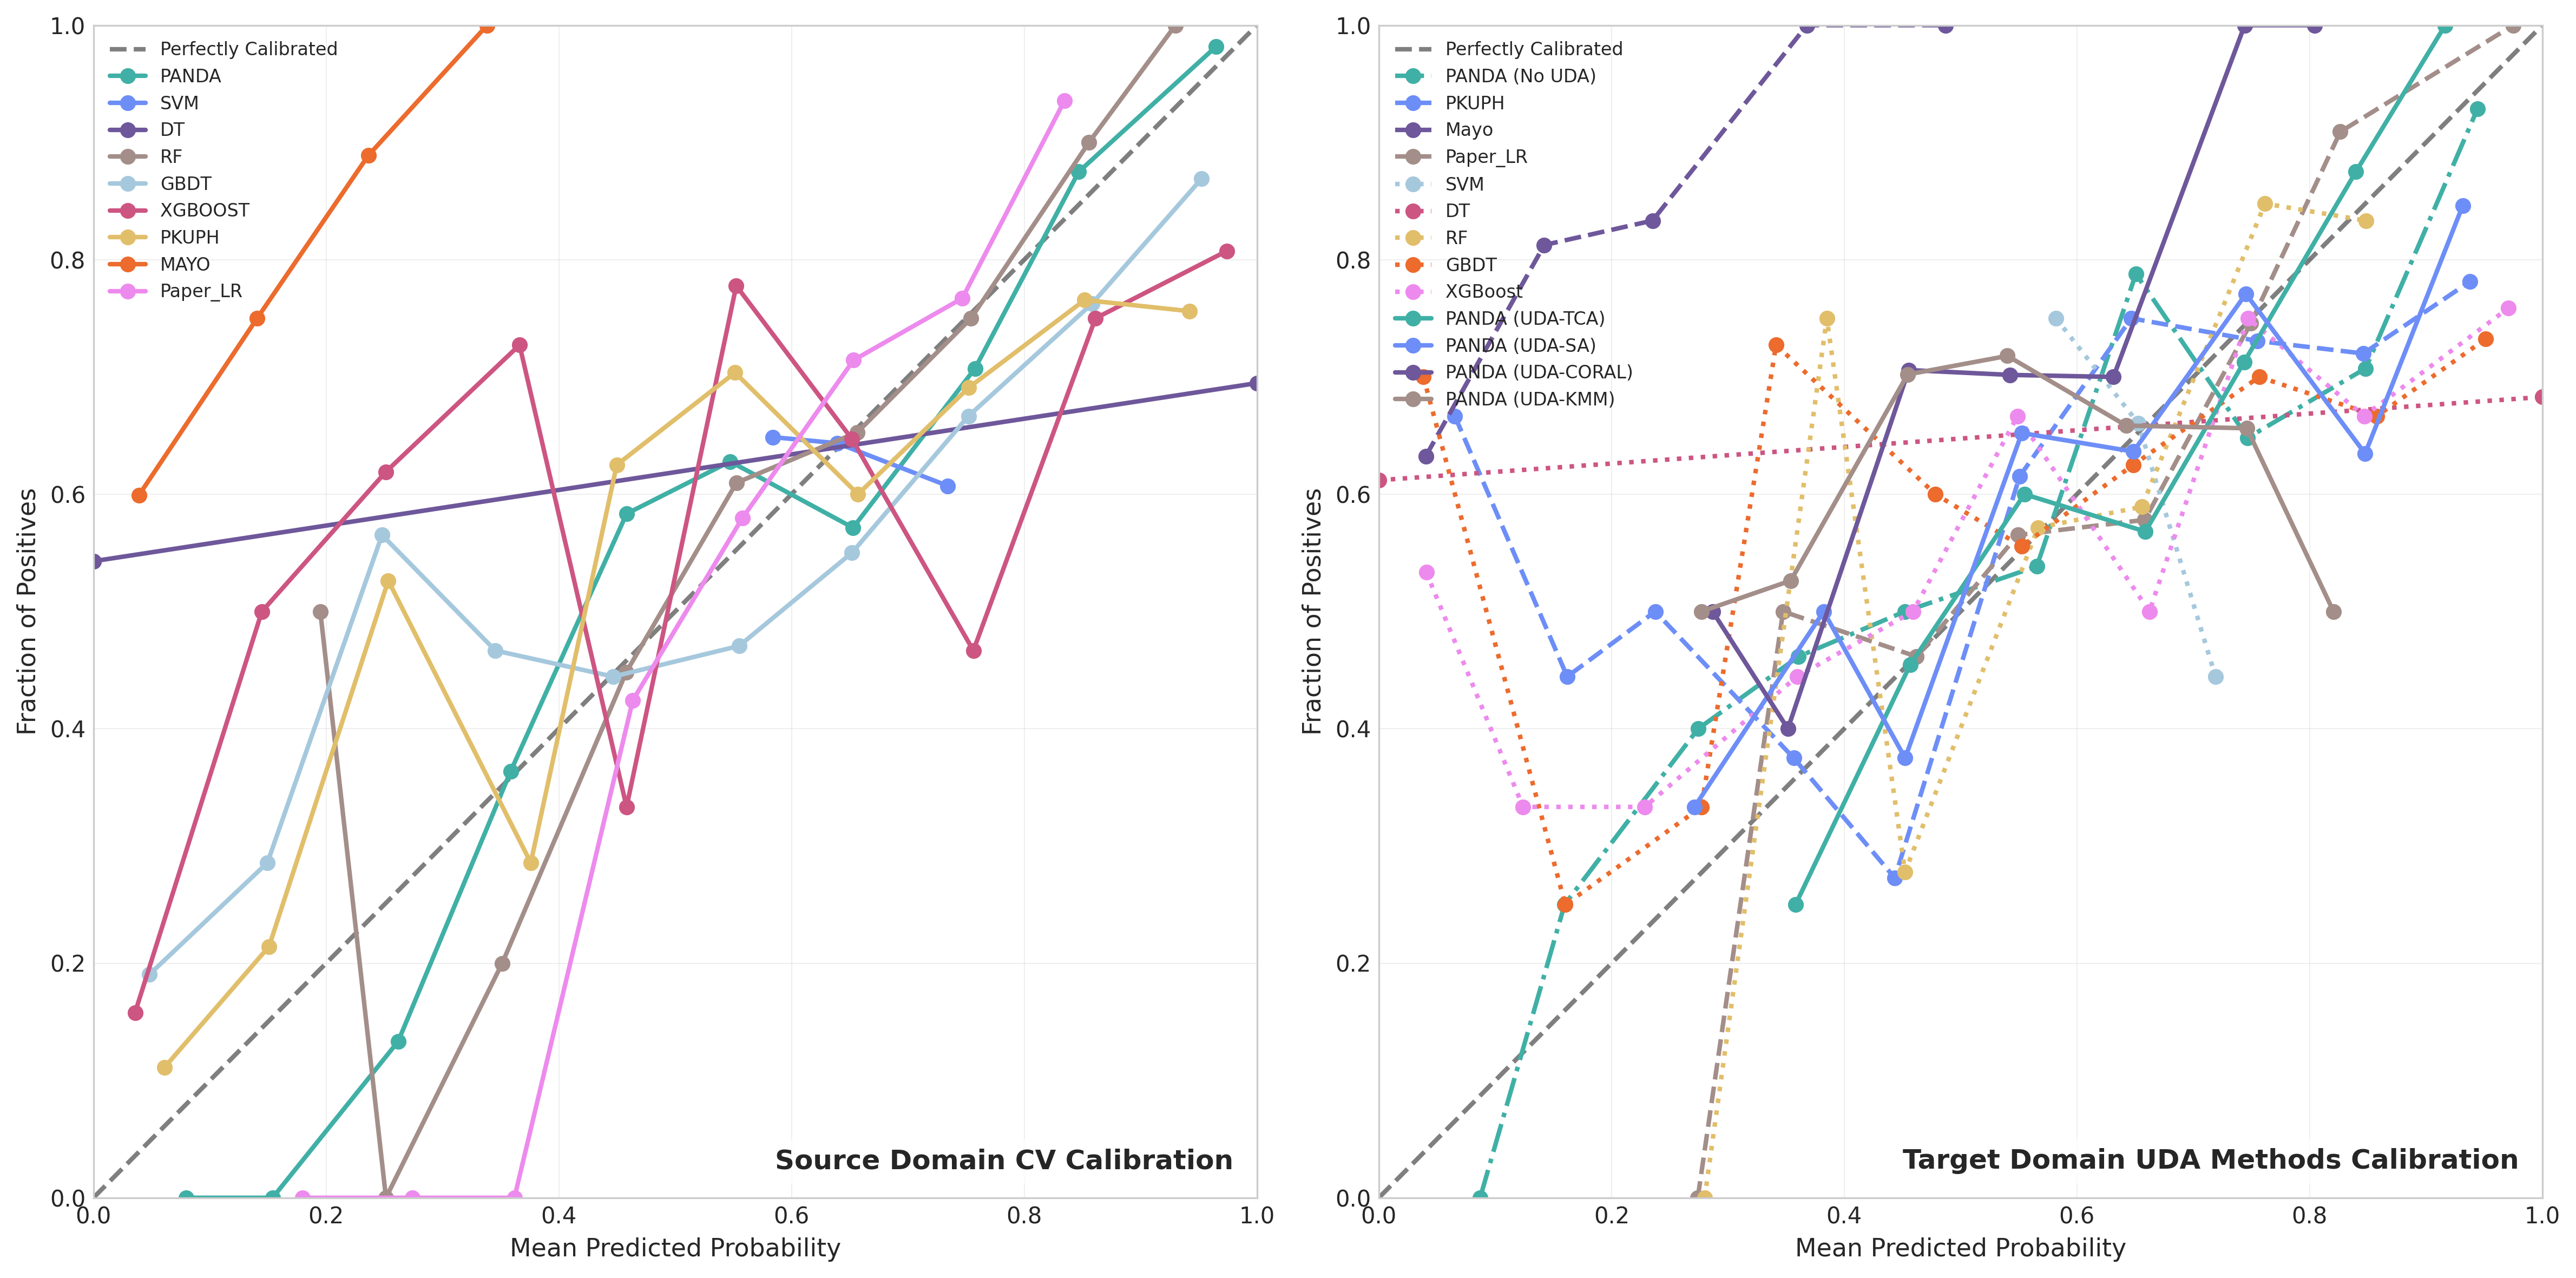 1.0
0.8
0.6
0.4
0.2
0.0
Fraction of Positives
Perfectly Calibrated
PANDA
SVM
DT
RF
GBDT
XGBOOST
PKUPH
MAYO
Paper_LR
Source Domain CV Calibration
0.0 0.2 0.4 0.6 0.8 1.0
Mean Predicted Probability
1.0
0.8
0.6
0.4
0.2
0.0
Fraction of Positives
Perfectly Calibrated
PANDA (No UDA)
PKUPH
Mayo
Paper_LR
SVM
DT
RF
GBDT
XGBoost
PANDA (UDA-TCA)
PANDA (UDA-SA)
PANDA (UDA-CORAL)
PANDA (UDA-KMM)
Target Domain UDA Methods Calibration
0.0 0.2 0.4 0.6 0.8 1.0
Mean Predicted Probability